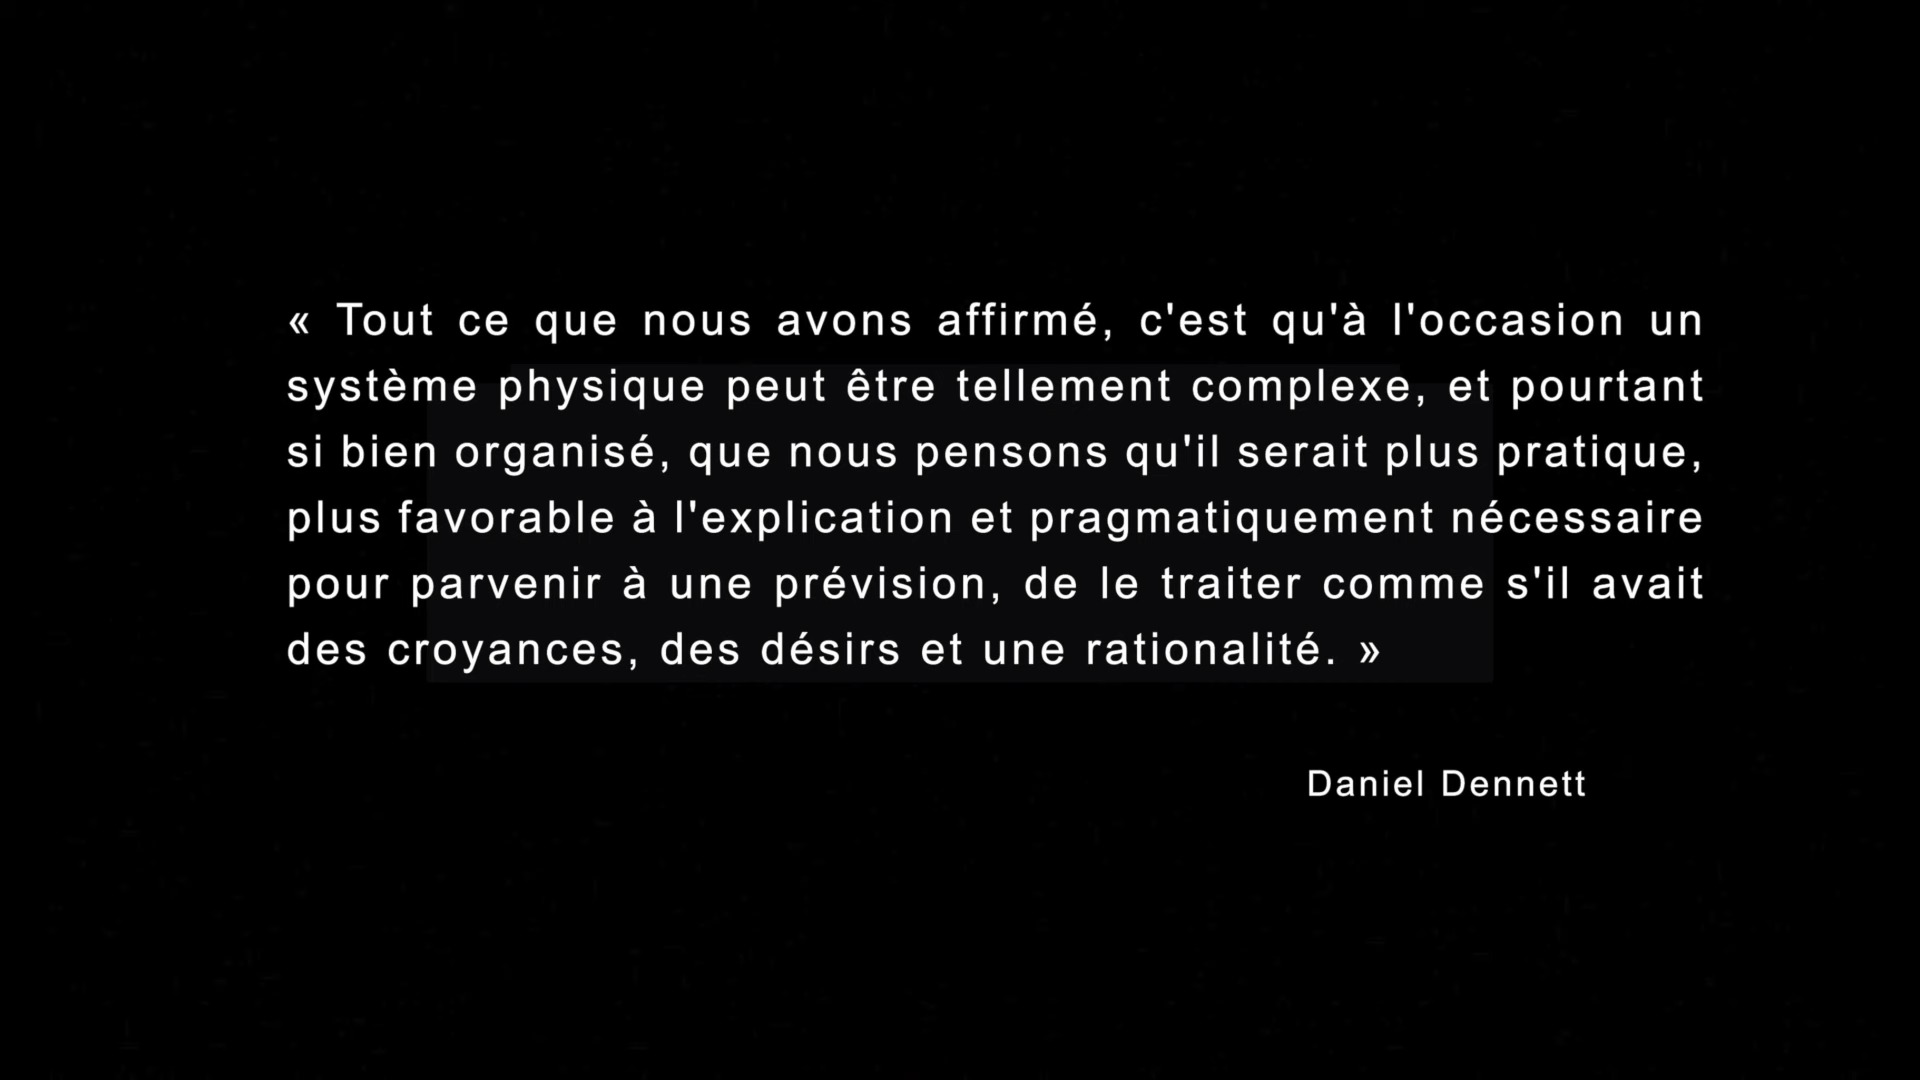 « Tout ce que nous avons affirmé, c'est qu'à l'occasion un
système physique peut être tellement complexe, et pourtant
si bien organisé, que nous pensons qu'il serait plus pratique,
plus favorable à l'explication et pragmatiquement nécessaire
pour parvenir à une prévision, de le traiter comme s'il avait
des croyances, des désirs et une rationalité. »
Daniel Dennett